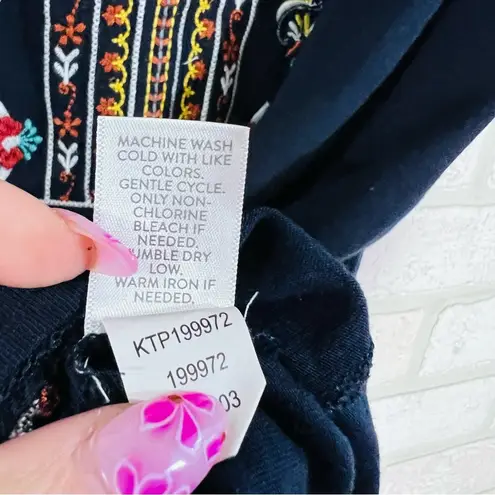 MACHINE WASH
COLD WITH LIKE
COLORS.
GENTLE CYCLE.
ONLY NON-
CHLORINE
BLEACH IF
NEEDED.
UMBLE DRY
LOW.
WARM IRON IF
NEEDED.
KTP199972
199972
03